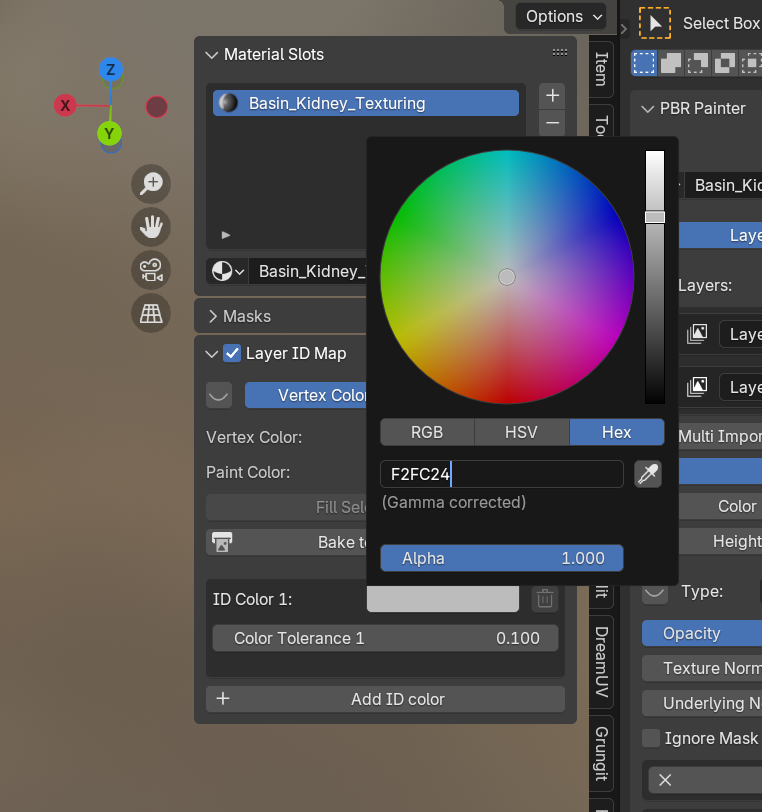 Options
Select Box
Material Slots
Item
Z
X
Y
Basin_Kidney_Texturing
PBR Painter
Basin_Kid
Laye
Basin_Kidney_T
Layers:
Masks
Laye
Layer ID Map
Laye
Vertex Color
RGB
HSV
Hex
Multi Impor
Vertex Color:
Paint Color:
F2FC24
(Gamma corrected)
Fill Sele
Color
Bake to
Height
Alpha
1.000
ID Color 1:
Type:
Color Tolerance 1
0.100
Opacity
DreamUV
Texture Norm
Add ID color
Underlying N
Grungit
Ignore Mask